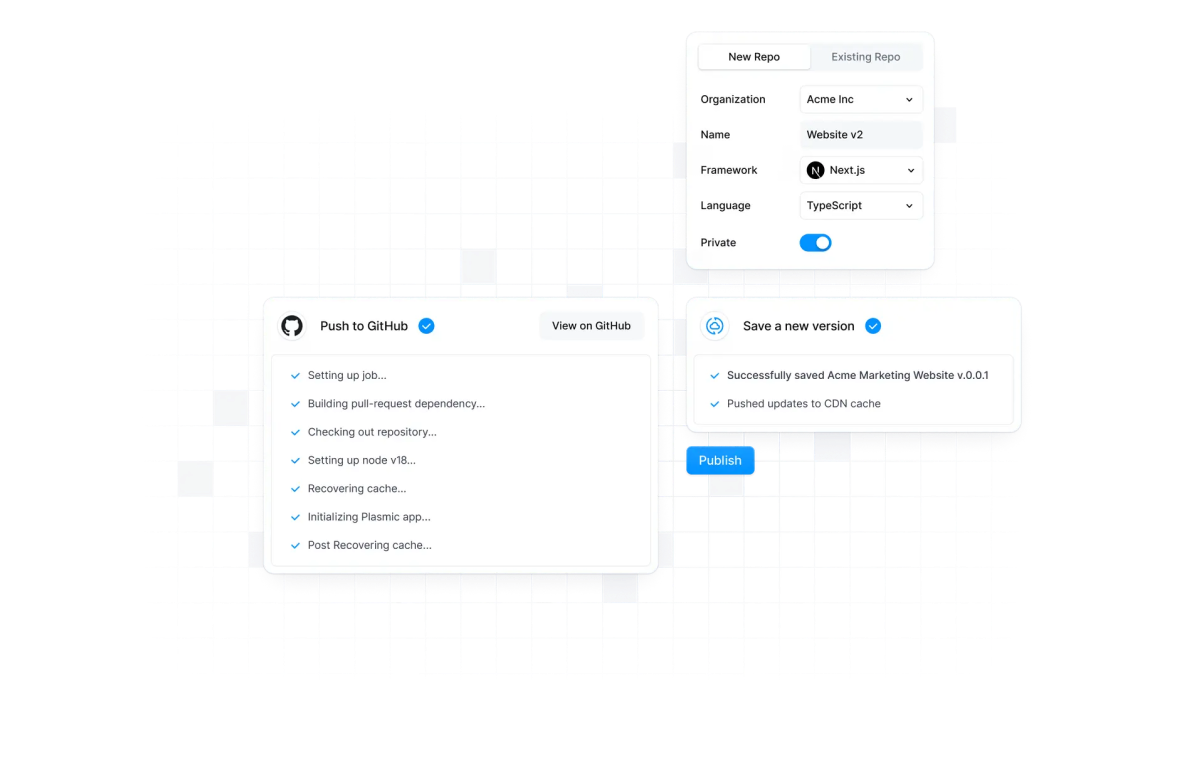 New Repo
Existing Repo
Organization
Acme Inc
Name
Website v2
Framework
N Next.js
Language
TypeScript
Private
Push to GitHub
View on GitHub
Setting up job...
Building pull-request dependency...
Checking out repository...
Setting up node v18...
Recovering cache...
Initializing Plasmic app...
Post Recovering cache...
Save a new version
Successfully saved Acme Marketing Website v.0.0.1
Pushed updates to CDN cache
Publish